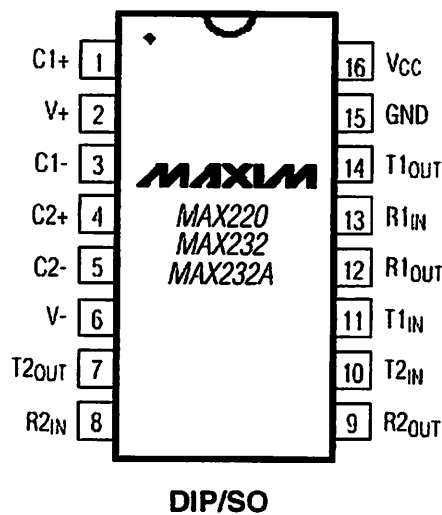 C1+ 1 16 VCC
V+ 2 15 GND
C1- 3 MAXIM 14 T1OUT
C2+ 4 MAX220 13 R1IN
MAX232
C2- 5 MAX232A 12 R1OUT
V- 6 11 T1IN
T2OUT 7 10 T2IN
R2IN 8 9 R2OUT
DIP/SO